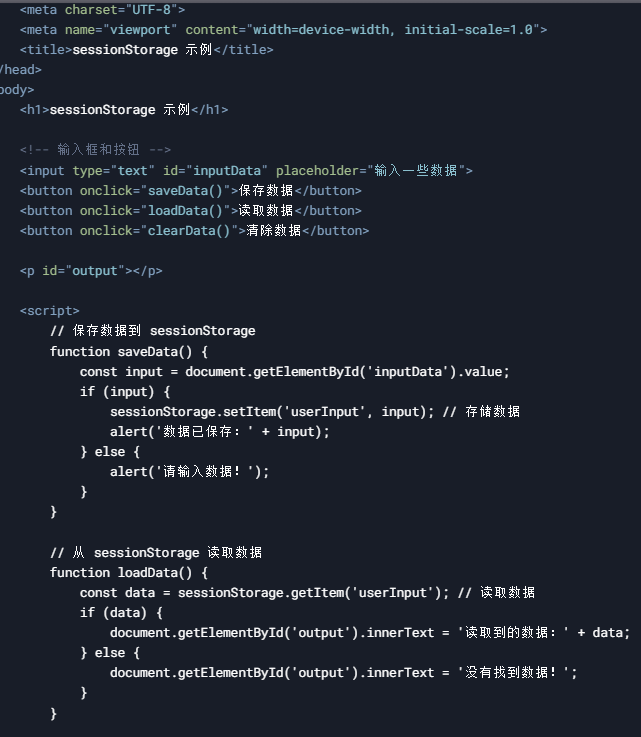 <meta charset="UTF-8">
<meta name="viewport" content="width=device-width, initial-scale=1.0">
<title>sessionStorage 示例</title>
/head>
body>
<h1>sessionStorage 示例</h1>
<!-- 输入框和按钮 -->
<input type="text" id="inputData" placeholder="输入一些数据">
<button onclick="saveData()">保存数据</button>
<button onclick="loadData()">读取数据</button>
<button onclick="clearData()">清除数据</button>
<p id="output"></p>
<script>
// 保存数据到 sessionStorage
function saveData() {
const input = document.getElementById('inputData').value;
if (input) {
sessionStorage.setItem('userInput', input); // 存储数据
alert('数据已保存：' + input);
} else {
alert('请输入数据！');
}
}
// 从 sessionStorage 读取数据
function loadData() {
const data = sessionStorage.getItem('userInput'); // 读取数据
if (data) {
document.getElementById('output').innerText = '读取到的数据：' + data;
} else {
document.getElementById('output').innerText = '没有找到数据！';
}
}